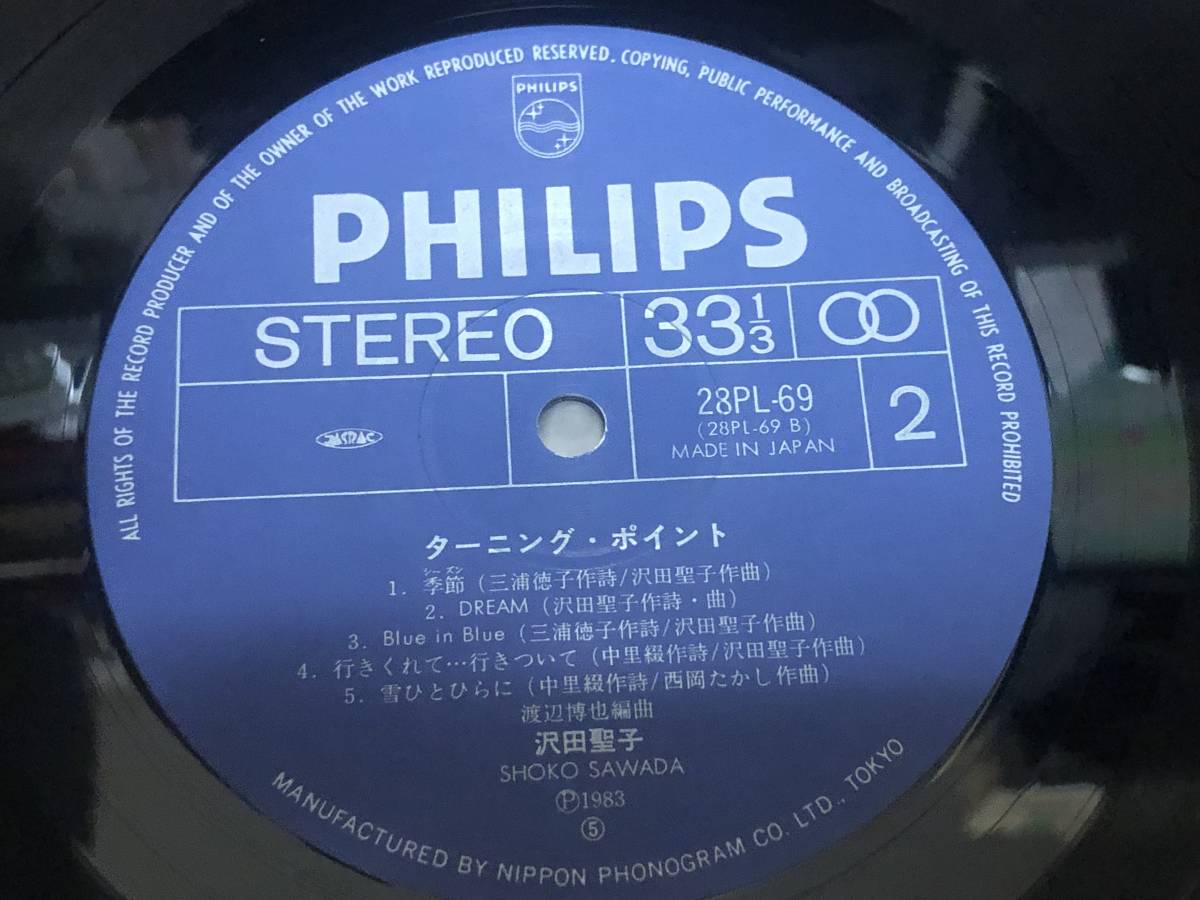 ALL RIGHTS OF THE RECORD PRODUCER AND OF THE OWNER OF THE WORK REPRODUCED RESERVED. COPYING, PUBLIC PERFORMANCE AND BROADCASTING OF THIS RECORD PROHIBITED
PHILIPS
PHILIPS
STEREO
33 1/3
28PL-69
(28PL-69 B)
MADE IN JAPAN
2
JASRAC
ターニング・ポイント
シーズン
1. 季節 (三浦徳子作詩/沢田聖子作曲)
2. DREAM (沢田聖子作詩・曲)
3. Blue in Blue (三浦徳子作詩/沢田聖子作曲)
4. 行きくれて…行きついて (中里綴作詩/沢田聖子作曲)
5. 雪ひとひらに (中里綴作詩/西岡たかし作曲)
渡辺博也編曲
沢田聖子
SHOKO SAWADA
Ⓟ1983
⑤
MANUFACTURED BY NIPPON PHONOGRAM CO. LTD., TOKYO